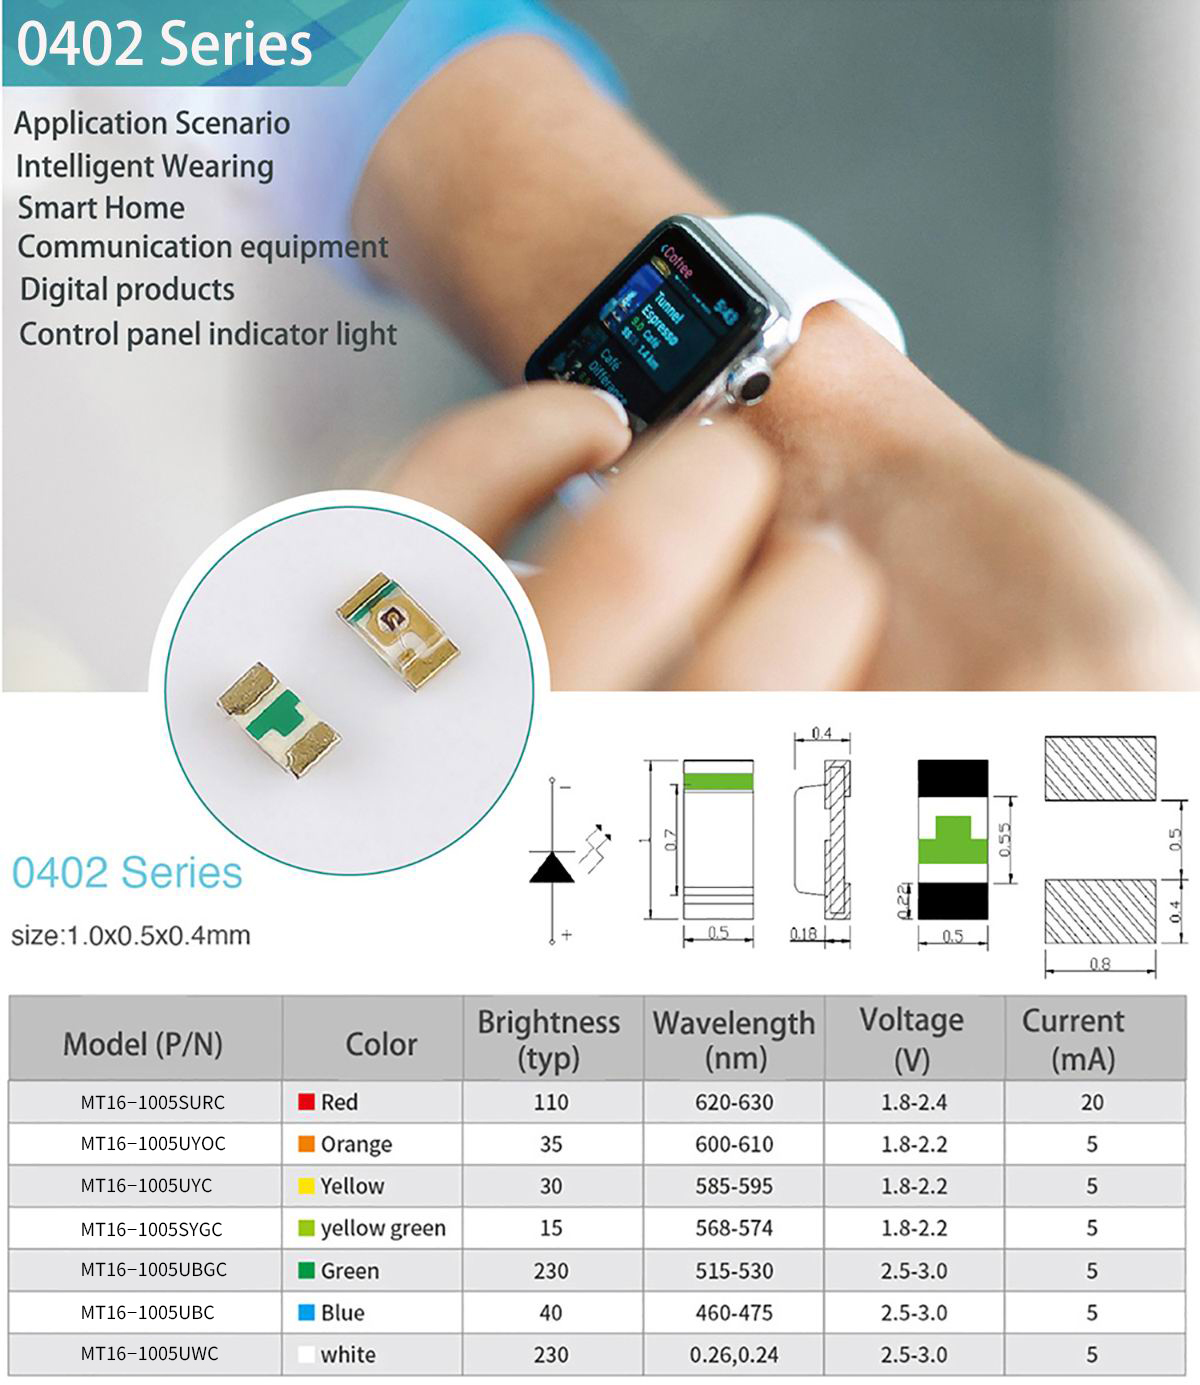 0402 Series
Application Scenario
Intelligent Wearing
Smart Home
Communication equipment
Digital products
Control panel indicator light
Coffee
5:43
Tunnel
Espresso
9.0 Café
1.4 km
Café
Différance
0402 Series
size:1.0x0.5x0.4mm
−
+
1
0.7
0.5
0.4
0.18
0.55
0.22
0.5
0.5
0.4
0.8
Model (P/N) Color Brightness (typ) Wavelength (nm) Voltage (V) Current (mA)
MT16-1005SURC Red 110 620-630 1.8-2.4 20
MT16-1005UYOC Orange 35 600-610 1.8-2.2 5
MT16-1005UYC Yellow 30 585-595 1.8-2.2 5
MT16-1005SYGC yellow green 15 568-574 1.8-2.2 5
MT16-1005UBGC Green 230 515-530 2.5-3.0 5
MT16-1005UBC Blue 40 460-475 2.5-3.0 5
MT16-1005UWC white 230 0.26,0.24 2.5-3.0 5